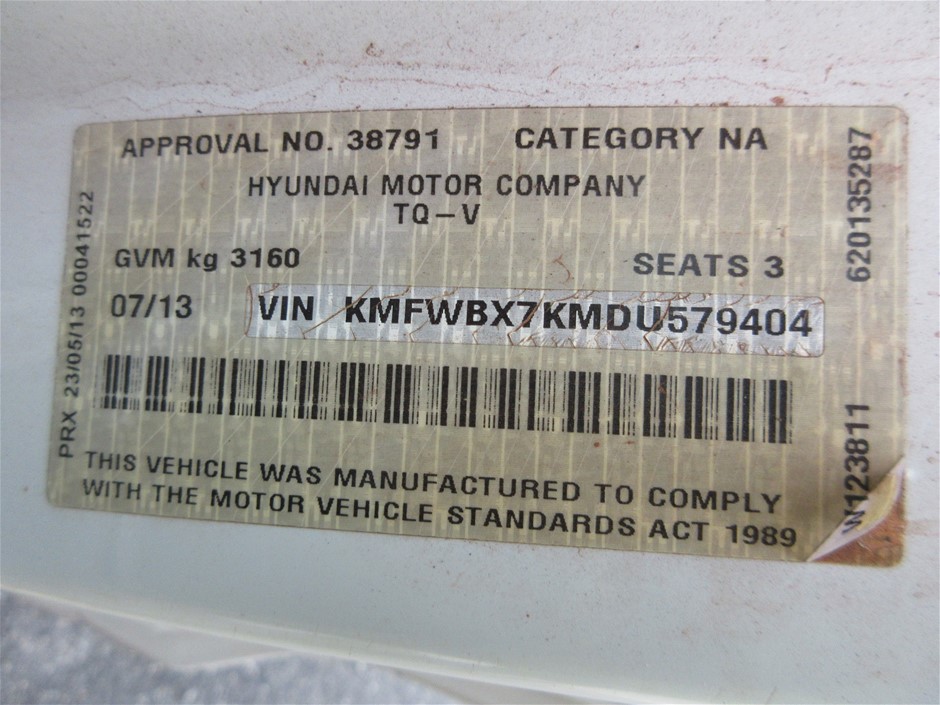 APPROVAL NO. 38791 CATEGORY NA
HYUNDAI MOTOR COMPANY
TQ-V
GVM kg 3160 SEATS 3
07/13 VIN KMFWBX7KMDU579404
THIS VEHICLE WAS MANUFACTURED TO COMPLY
WITH THE MOTOR VEHICLE STANDARDS ACT 1989
PRX 23/05/13 00041522
W123811 620135287